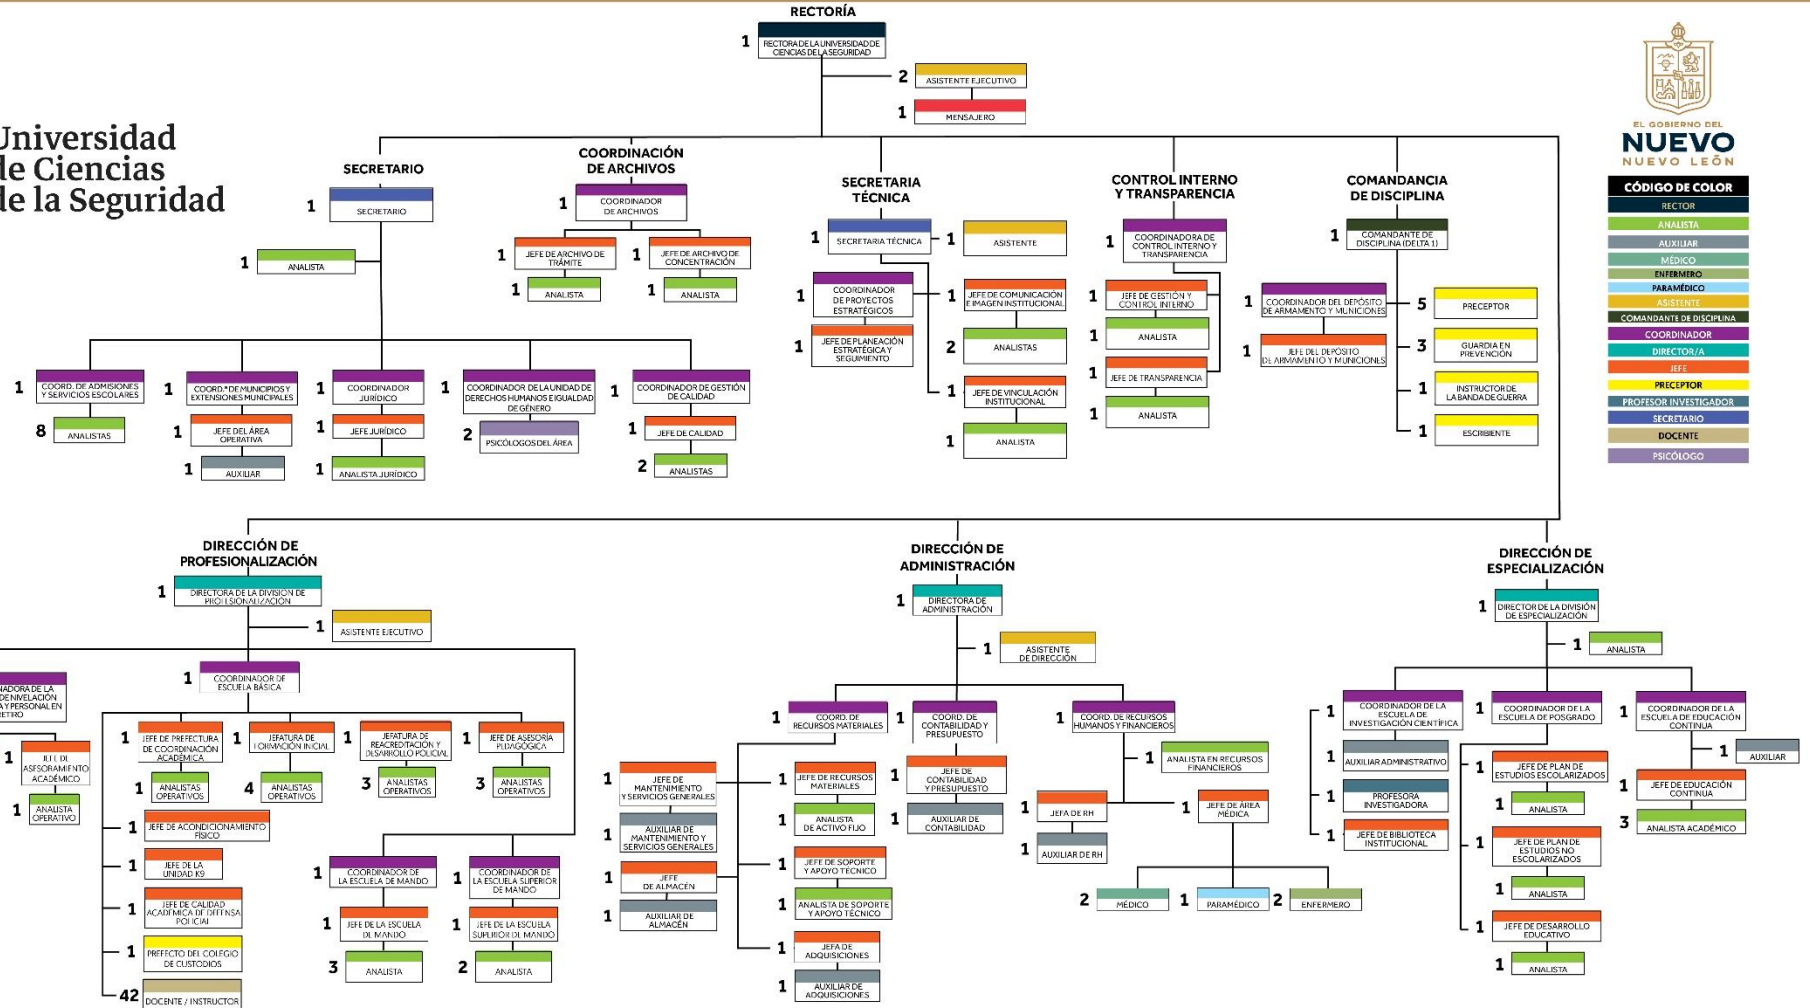 RECTORÍA
1
RECTORA DE LA UNIVERSIDAD DE
CIENCIAS DE LA SEGURIDAD
2
ASISTENTE EJECUTIVO
1
MENSAJERO
Universidad
de Ciencias
de la Seguridad
EL GOBIERNO DEL
NUEVO
NUEVO LEÓN
CÓDIGO DE COLOR
RECTOR
ANALISTA
AUXILIAR
MÉDICO
ENFERMERO
PARAMÉDICO
ASISTENTE
COMANDANTE DE DISCIPLINA
COORDINADOR
DIRECTOR/A
JEFE
PRECEPTOR
PROFESOR INVESTIGADOR
SECRETARIO
DOCENTE
PSICÓLOGO
SECRETARIO
1
SECRETARIO
1
ANALISTA
1
COORD. DE ADMISIONES
Y SERVICIOS ESCOLARES
8
ANALISTAS
1
COORD.ª DE MUNICIPIOS Y
EXTENSIONES MUNICIPALES
1
JEFE DEL ÁREA
OPERATIVA
1
AUXILIAR
1
COORDINADOR
JURÍDICO
1
JEFE JURÍDICO
1
ANALISTA JURÍDICO
1
COORDINADOR DE LA UNIDAD DE
DERECHOS HUMANOS E IGUALDAD
DE GÉNERO
2
PSICÓLOGOS DEL ÁREA
1
COORDINADOR DE GESTIÓN
DE CALIDAD
1
JEFE DE CALIDAD
2
ANALISTAS
COORDINACIÓN
DE ARCHIVOS
1
COORDINADOR
DE ARCHIVOS
1
JEFE DE ARCHIVO DE
TRÁMITE
1
ANALISTA
1
JEFE DE ARCHIVO DE
CONCENTRACIÓN
1
ANALISTA
SECRETARIA
TÉCNICA
1
SECRETARIA TÉCNICA
1
ASISTENTE
1
COORDINADOR
DE PROYECTOS
ESTRATÉGICOS
1
JEFE DE PLANEACIÓN
ESTRATÉGICA Y
SEGUIMIENTO
1
JEFE DE COMUNICACIÓN
E IMAGEN INSTITUCIONAL
2
ANALISTAS
1
JEFE DE VINCULACIÓN
INSTITUCIONAL
1
ANALISTA
CONTROL INTERNO
Y TRANSPARENCIA
1
COORDINADORA DE
CONTROL INTERNO Y
TRANSPARENCIA
1
JEFE DE GESTIÓN Y
CONTROL INTERNO
1
ANALISTA
1
JEFE DE TRANSPARENCIA
1
ANALISTA
COMANDANCIA
DE DISCIPLINA
1
COMANDANTE DE
DISCIPLINA (DELTA 1)
1
COORDINADOR DEL DEPÓSITO
DE ARMAMENTO Y MUNICIONES
1
JEFE DEL DEPÓSITO
DE ARMAMENTO Y MUNICIONES
5
PRECEPTOR
3
GUARDIA EN
PREVENCIÓN
1
INSTRUCTOR DE
LA BANDA DE GUERRA
1
ESCRIBIENTE
DIRECCIÓN DE
PROFESIONALIZACIÓN
1
DIRECTORA DE LA DIVISIÓN DE
PROFESIONALIZACIÓN
1
ASISTENTE EJECUTIVO
NADORA DE LA
DE NIVELACIÓN
A Y PERSONAL EN
RETIRO
1
JEFE DE
ASESORAMIENTO
ACADÉMICO
1
ANALISTA
OPERATIVO
1
COORDINADOR DE
ESCUELA BÁSICA
1
JEFE DE PREFECTURA
DE COORDINACIÓN
ACADÉMICA
1
ANALISTAS
OPERATIVOS
1
JEFATURA DE
FORMACIÓN INICIAL
4
ANALISTAS
OPERATIVOS
1
JEFATURA DE
REACREDITACIÓN Y
DESARROLLO POLICIAL
3
ANALISTAS
OPERATIVOS
1
JEFE DE ASESORÍA
PEDAGÓGICA
3
ANALISTAS
OPERATIVOS
1
JEFE DE ACONDICIONAMIENTO
FÍSICO
1
JEFE DE LA
UNIDAD K9
1
JEFE DE CALIDAD
ACADÉMICA DE DEFENSA
POLICIAL
1
PREFECTO DEL COLEGIO
DE CUSTODIOS
42
DOCENTE / INSTRUCTOR
1
COORDINADOR DE
LA ESCUELA DE MANDO
1
JEFE DE LA ESCUELA
DE MANDO
3
ANALISTA
1
COORDINADOR DE
LA ESCUELA SUPERIOR
DE MANDO
1
JEFE DE LA ESCUELA
SUPERIOR DE MANDO
2
ANALISTA
DIRECCIÓN DE
ADMINISTRACIÓN
1
DIRECTORA DE
ADMINISTRACIÓN
1
ASISTENTE
DE DIRECCIÓN
1
COORD. DE
RECURSOS MATERIALES
1
JEFE DE
MANTENIMIENTO
Y SERVICIOS GENERALES
1
AUXILIAR DE
MANTENIMIENTO Y
SERVICIOS GENERALES
1
JEFE
DE ALMACÉN
1
AUXILIAR DE
ALMACÉN
1
JEFE DE RECURSOS
MATERIALES
1
ANALISTA
DE ACTIVO FIJO
1
JEFE DE SOPORTE
Y APOYO TÉCNICO
1
ANALISTA DE SOPORTE
Y APOYO TÉCNICO
1
JEFA DE
ADQUISICIONES
1
AUXILIAR DE
ADQUISICIONES
1
COORD. DE
CONTABILIDAD Y
PRESUPUESTO
1
JEFE DE
CONTABILIDAD
Y PRESUPUESTO
1
AUXILIAR DE
CONTABILIDAD
1
COORD. DE RECURSOS
HUMANOS Y FINANCIEROS
1
ANALISTA EN RECURSOS
FINANCIEROS
1
JEFA DE RH
1
AUXILIAR DE RH
1
JEFE DE ÁREA
MÉDICA
2
MÉDICO
1
PARAMÉDICO
2
ENFERMERO
DIRECCIÓN DE
ESPECIALIZACIÓN
1
DIRECTOR DE LA DIVISIÓN
DE ESPECIALIZACIÓN
1
ANALISTA
1
COORDINADOR DE LA
ESCUELA DE
INVESTIGACIÓN CIENTÍFICA
1
AUXILIAR ADMINISTRATIVO
1
PROFESORA
INVESTIGADORA
1
JEFE DE BIBLIOTECA
INSTITUCIONAL
1
COORDINADOR DE LA
ESCUELA DE POSGRADO
1
JEFE DE PLAN DE
ESTUDIOS ESCOLARIZADOS
1
ANALISTA
1
JEFE DE PLAN DE
ESTUDIOS NO
ESCOLARIZADOS
1
ANALISTA
1
JEFE DE DESARROLLO
EDUCATIVO
1
ANALISTA
1
COORDINADOR DE LA
ESCUELA DE EDUCACIÓN
CONTINUA
1
AUXILIAR
1
JEFE DE EDUCACIÓN
CONTINUA
3
ANALISTA ACADÉMICO